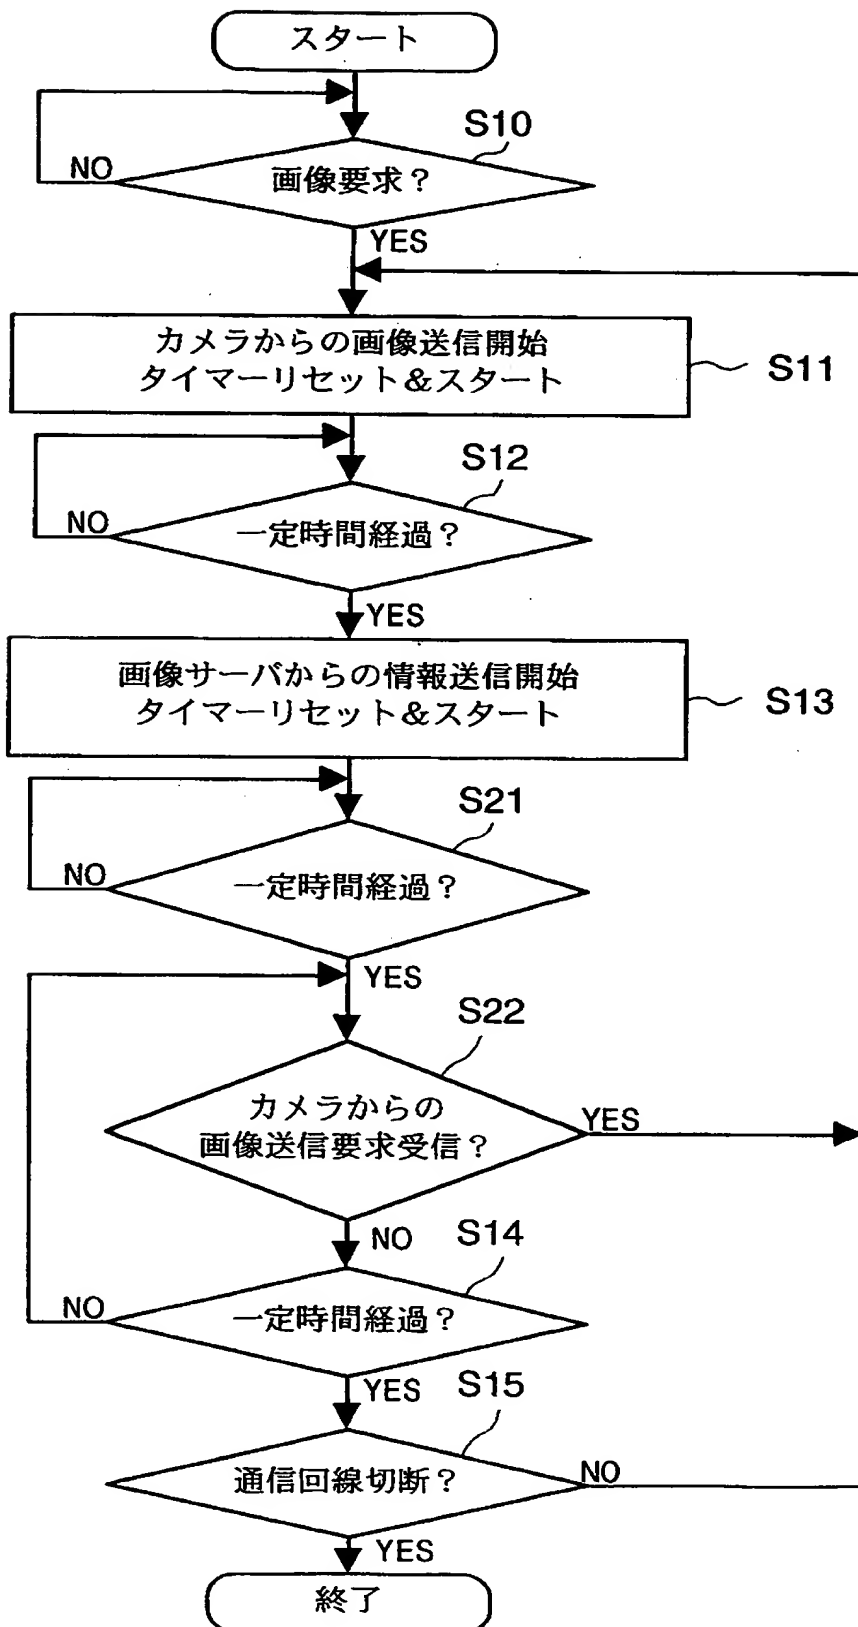 スタート
S10
NO
画像要求？
YES
カメラからの画像送信開始
タイマーリセット＆スタート
S11
S12
NO
一定時間経過？
YES
画像サーバからの情報送信開始
タイマーリセット＆スタート
S13
S21
NO
一定時間経過？
YES
S22
カメラからの
画像送信要求受信？
YES
NO
S14
NO
一定時間経過？
YES
S15
通信回線切断？
NO
YES
終了